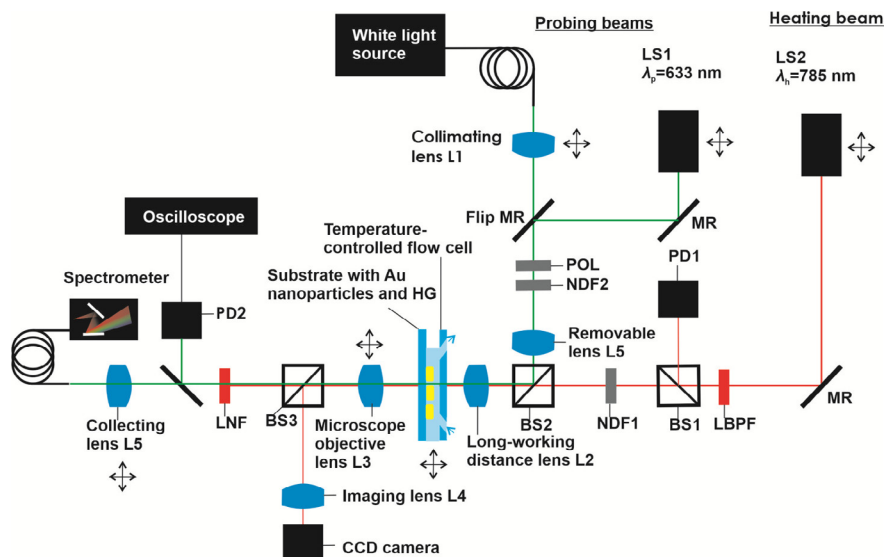 White light
source
Probing beams
Heating beam
LS1
λp=633 nm
LS2
λh=785 nm
Collimating
lens L1
Oscilloscope
Temperature-
controlled flow
cell
Flip MR
MR
Spectrometer
Substrate with Au
nanoparticles and HG
POL
NDF2
PD1
PD2
Removable
lens L5
BS3
BS2
NDF1
BS1
LBPF
MR
LNF
Collecting
lens L5
Microscope
objective
lens L3
Long-working
distance lens L2
Imaging lens L4
CCD camera